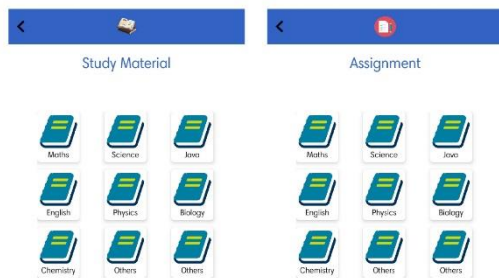 Study Material
Maths Science Java
English Physics Biology
Chemistry Others Others
Assignment
Maths Science Java
English Physics Biology
Chemistry Others Others